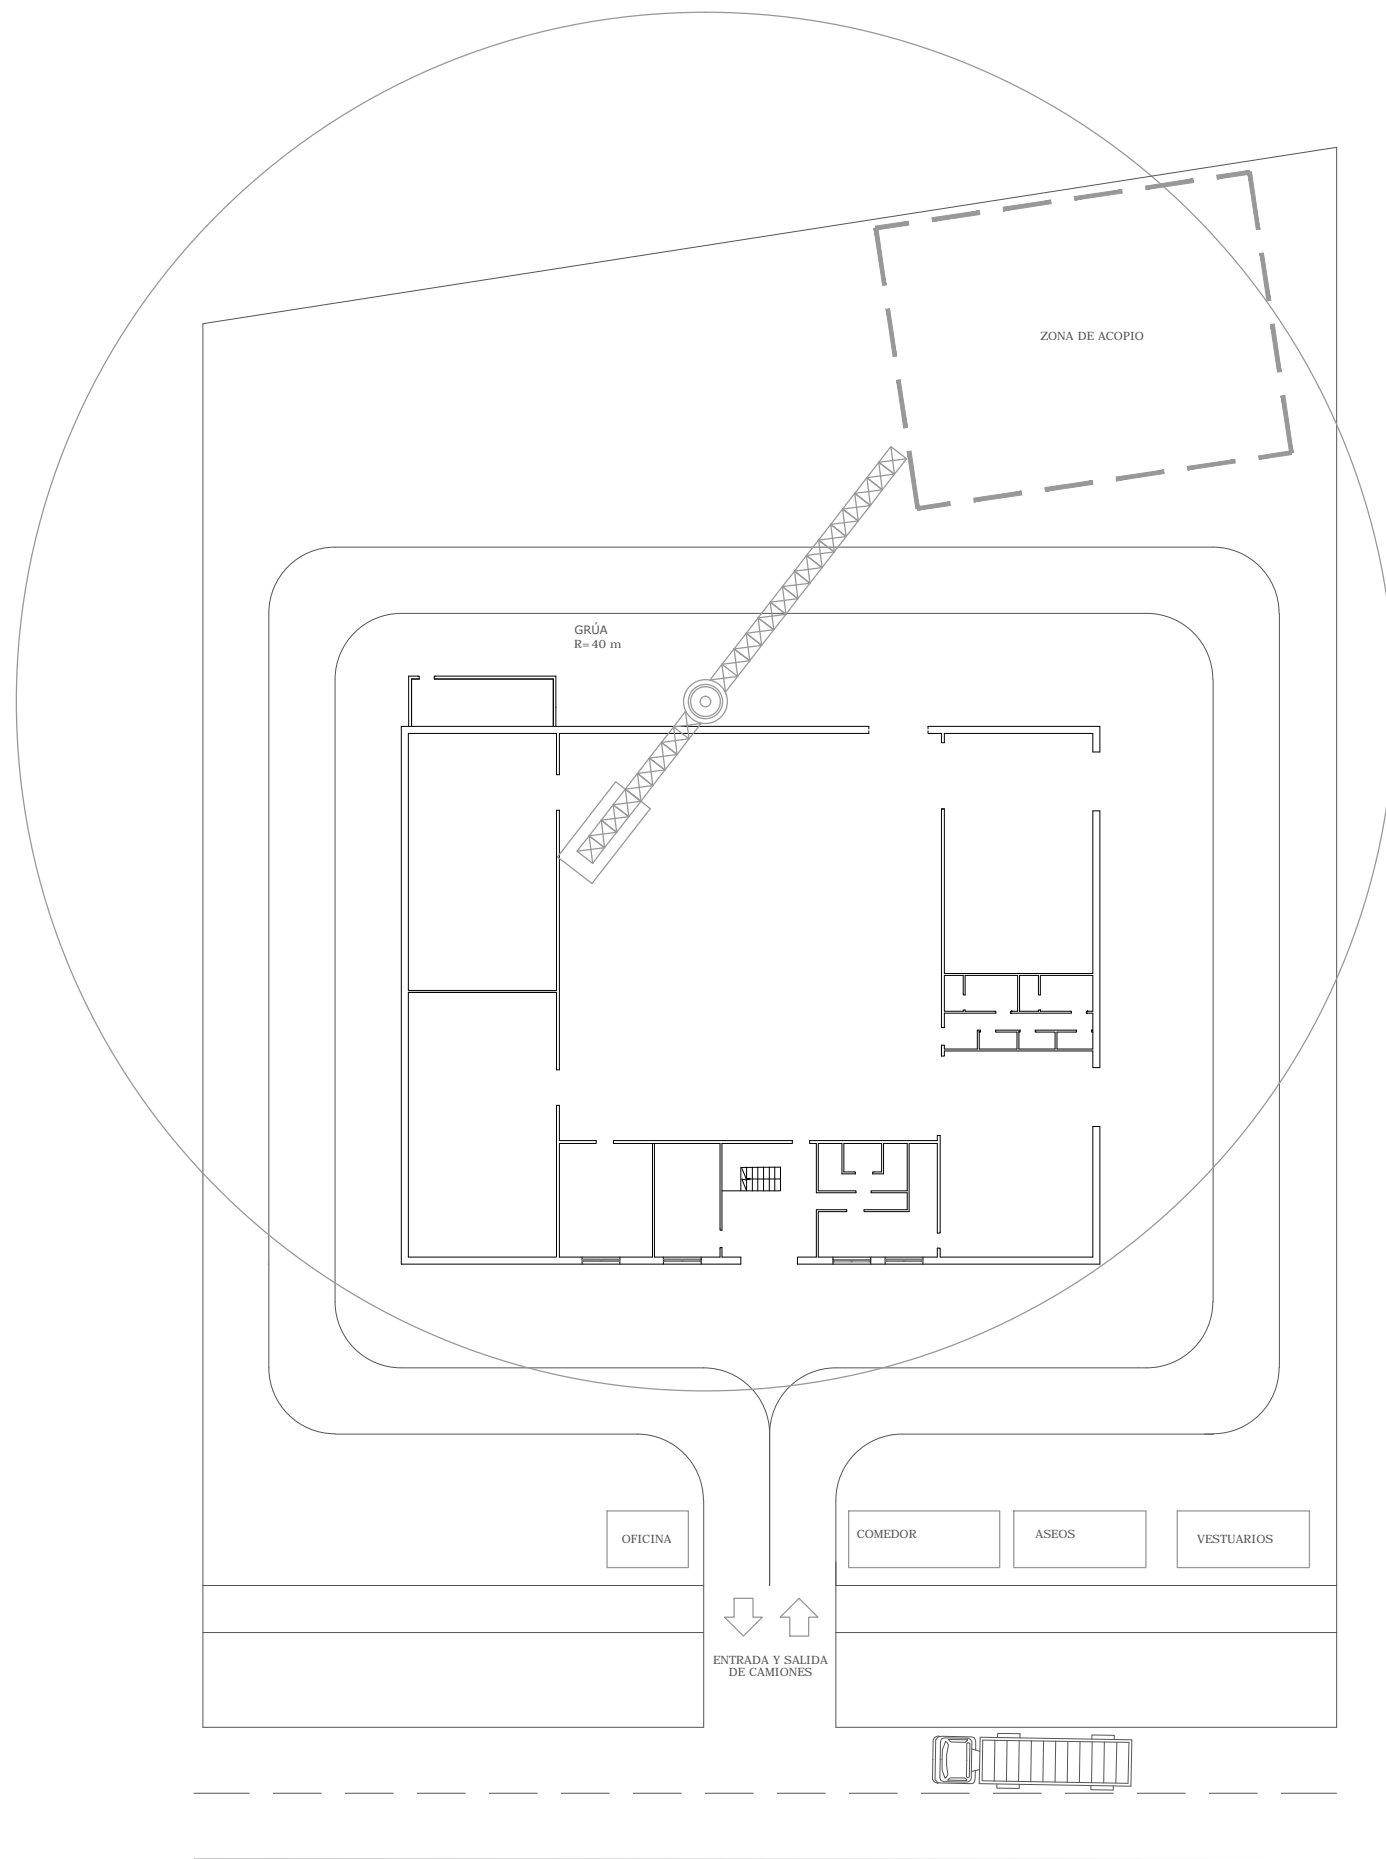 ZONA DE ACOPIO
GRÚA
R=40 m
OFICINA
COMEDOR
ASEOS
VESTUARIOS
ENTRADA Y SALIDA
DE CAMIONES